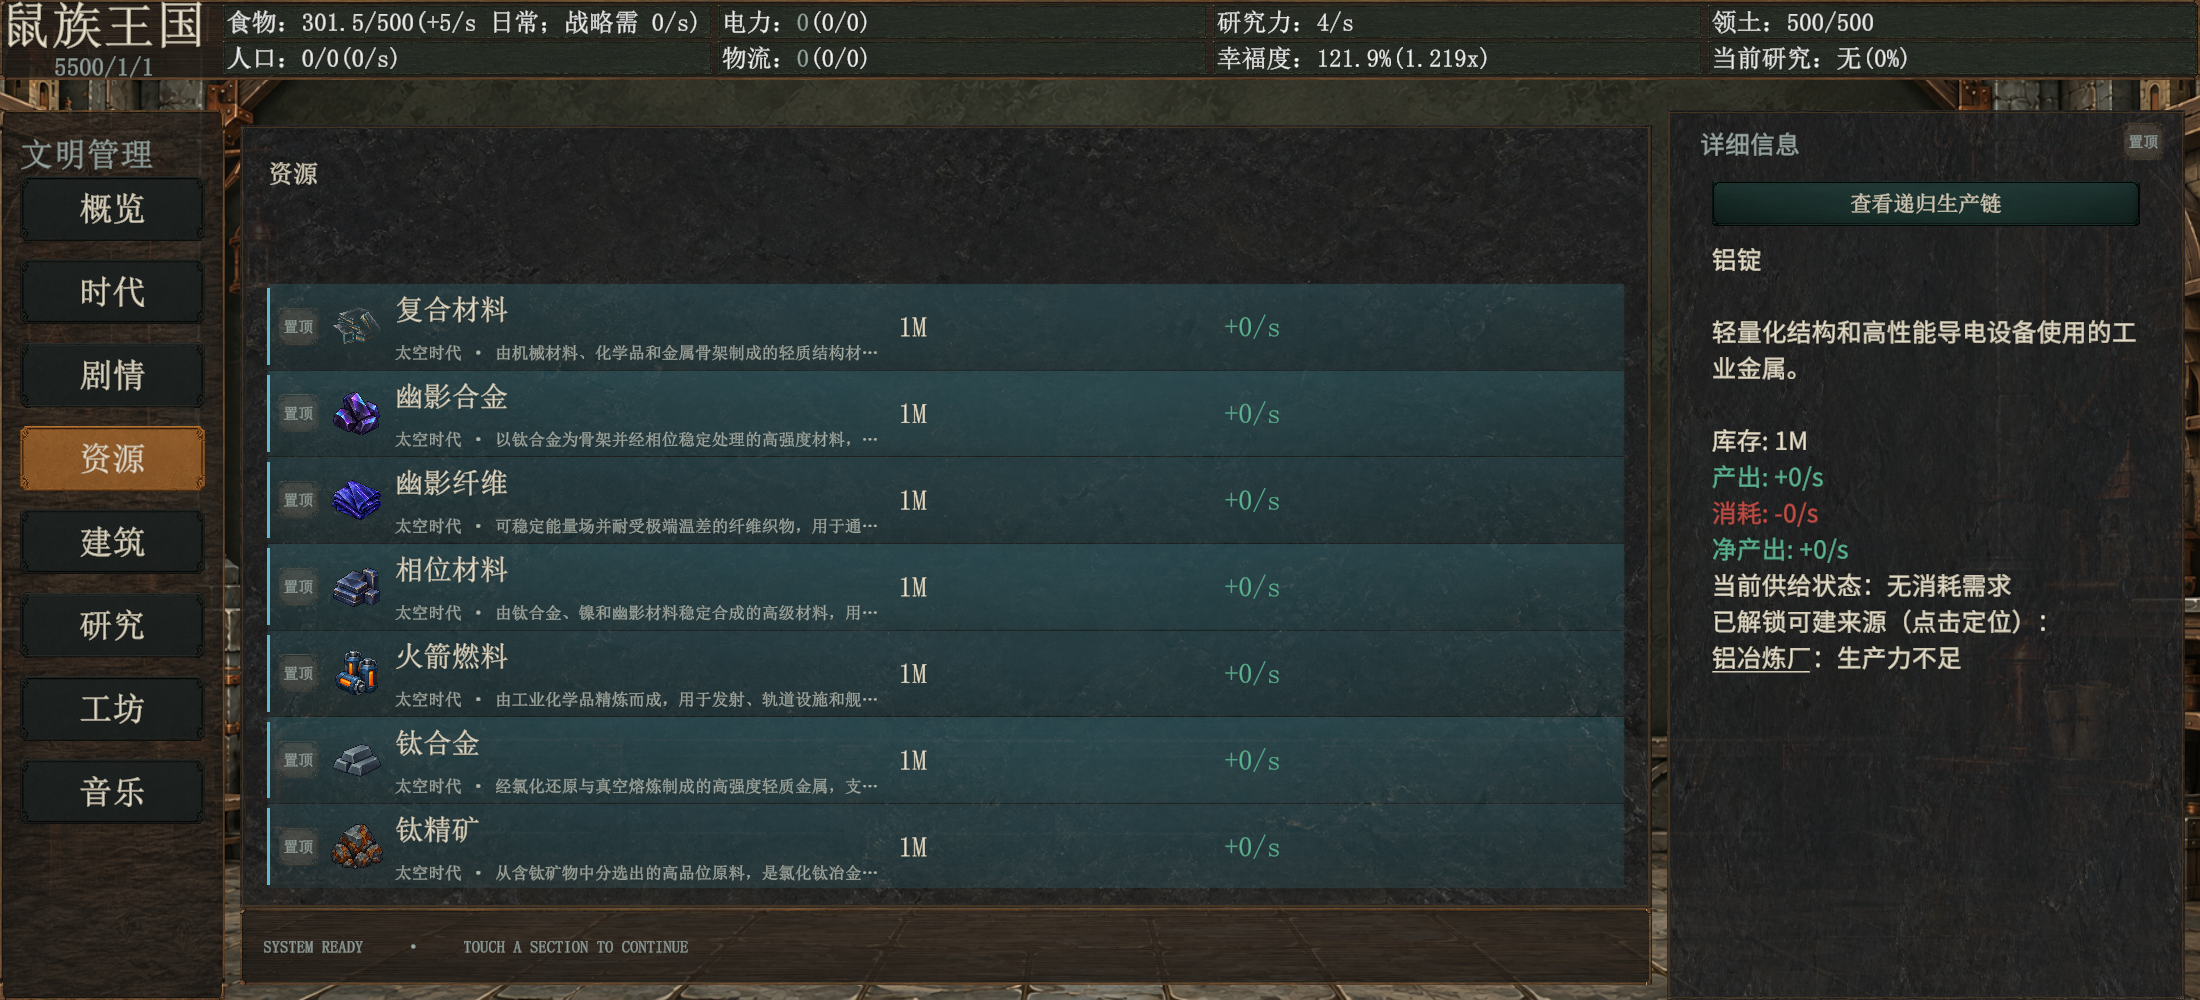 鼠族王国
5500/1/1
食物: 301.5/500(+5/s 日常; 战略需 0/s)
电力: 0(0/0)
研究力: 4/s
领土: 500/500
人口: 0/0(0/s)
物流: 0(0/0)
幸福度: 121.9%(1.219x)
当前研究: 无(0%)
文明管理
概览
时代
剧情
资源
建筑
研究
工坊
音乐
资源
置顶
复合材料
太空时代 • 由机械材料、化学品和金属骨架制成的轻质结构材…
1M
+0/s
置顶
幽影合金
太空时代 • 以钛合金为骨架并经相位稳定处理的高强度材料，…
1M
+0/s
置顶
幽影纤维
太空时代 • 可稳定能量场并耐受极端温差的纤维织物，用于通…
1M
+0/s
置顶
相位材料
太空时代 • 由钛合金、镍和幽影材料稳定合成的高级材料，用…
1M
+0/s
置顶
火箭燃料
太空时代 • 由工业化学品精炼而成，用于发射、轨道设施和舰…
1M
+0/s
置顶
钛合金
太空时代 • 经氯化还原与真空熔炼制成的高强度轻质金属，支…
1M
+0/s
置顶
钛精矿
太空时代 • 从含钛矿物中分选出的高品位原料，是氯化钛冶金…
1M
+0/s
SYSTEM READY • TOUCH A SECTION TO CONTINUE
详细信息
置顶
查看递归生产链
铝锭
轻量化结构和高性能导电设备使用的工
业金属。
库存: 1M
产出: +0/s
消耗: -0/s
净产出: +0/s
当前供给状态：无消耗需求
已解锁可建来源（点击定位）：
铝冶炼厂：生产力不足